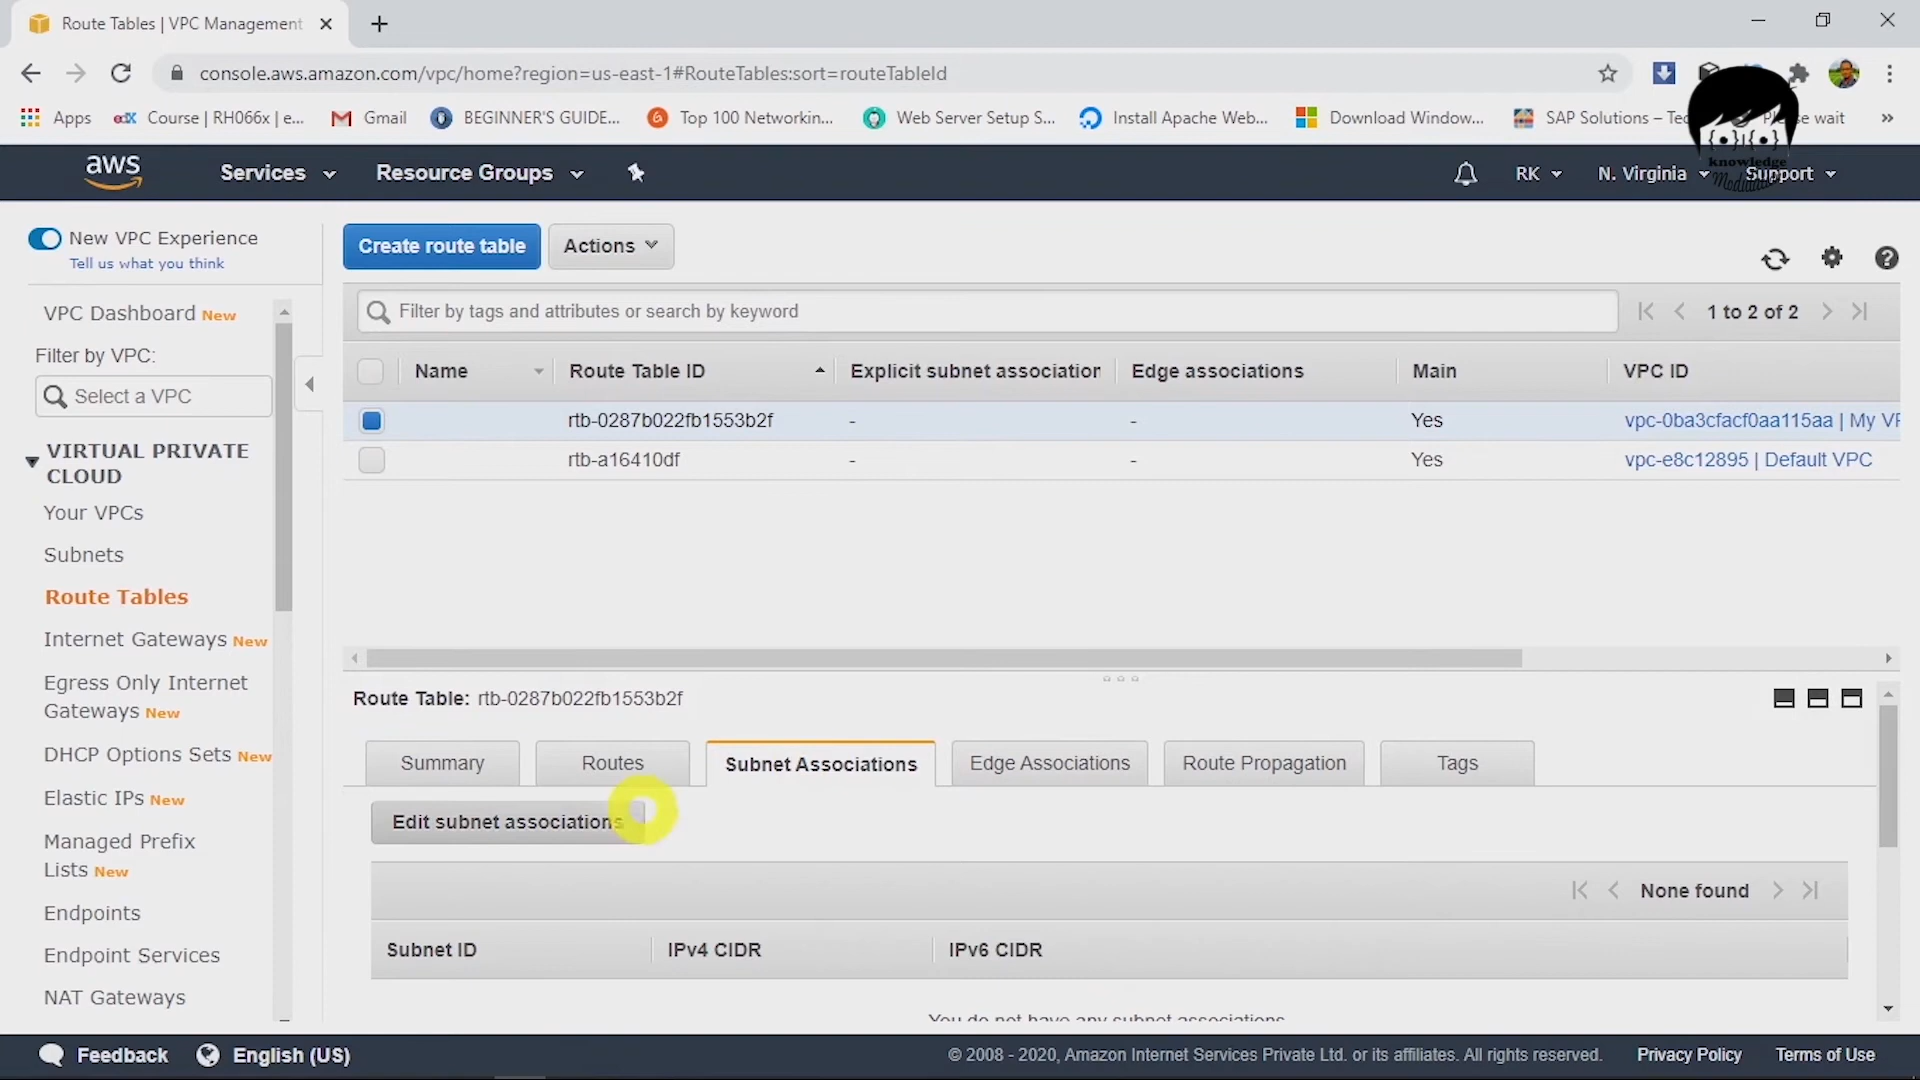 Route Tables | VPC Management
console.aws.amazon.com/vpc/home?region=us-east-1#RouteTables:sort=routeTableId
Apps
edX Course | RH066x | e...
Gmail
BEGINNER'S GUIDE...
Top 100 Networkin...
Web Server Setup S...
Install Apache Web...
Download Window...
SAP Solutions – Tec
Please wait
»
knowledge
aws
Services
Resource Groups
RK
N. Virginia
Support
New VPC Experience
Tell us what you think
VPC Dashboard New
Filter by VPC:
Select a VPC
VIRTUAL PRIVATE
CLOUD
Your VPCs
Subnets
Route Tables
Internet Gateways New
Egress Only Internet
Gateways New
DHCP Options Sets New
Elastic IPs New
Managed Prefix
Lists New
Endpoints
Endpoint Services
NAT Gateways
Create route table
Actions
Filter by tags and attributes or search by keyword
1 to 2 of 2
Name Route Table ID Explicit subnet association Edge associations Main VPC ID
rtb-0287b022fb1553b2f - - Yes vpc-0ba3cfacf0aa115aa | My VP
rtb-a16410df - - Yes vpc-e8c12895 | Default VPC
Route Table: rtb-0287b022fb1553b2f
Summary
Routes
Subnet Associations
Edge Associations
Route Propagation
Tags
Edit subnet associations
None found
Subnet ID IPv4 CIDR IPv6 CIDR
You do not have any subnet associations
Feedback
English (US)
© 2008 - 2020, Amazon Internet Services Private Ltd. or its affiliates. All rights reserved.
Privacy Policy
Terms of Use